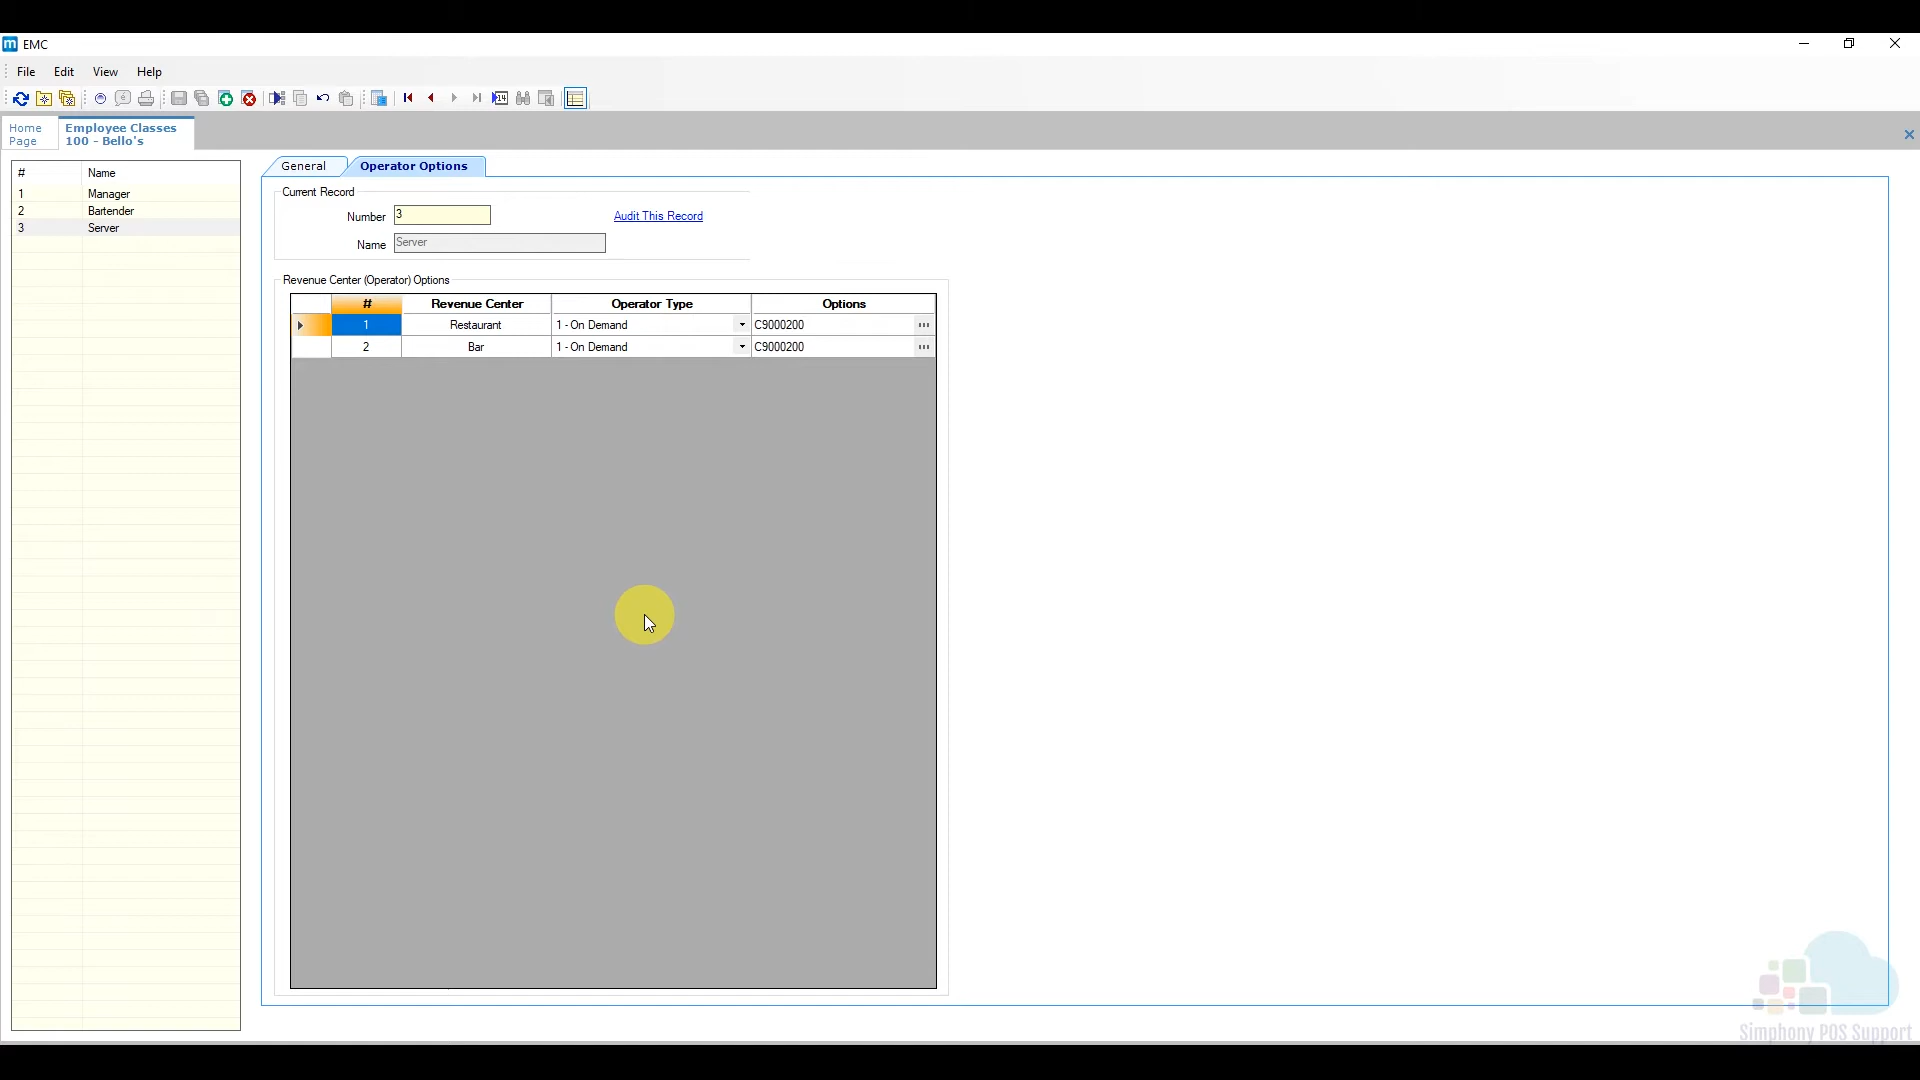 EMC
File Edit View Help
Home Page
Employee Classes
100 - Bello's
# Name
1 Manager
2 Bartender
3 Server
General Operator Options
Current Record
Number 3 Audit This Record
Name Server
Revenue Center (Operator) Options
# Revenue Center Operator Type Options
1 Restaurant 1 - On Demand C9000200
2 Bar 1 - On Demand C9000200
Simphony POS Support